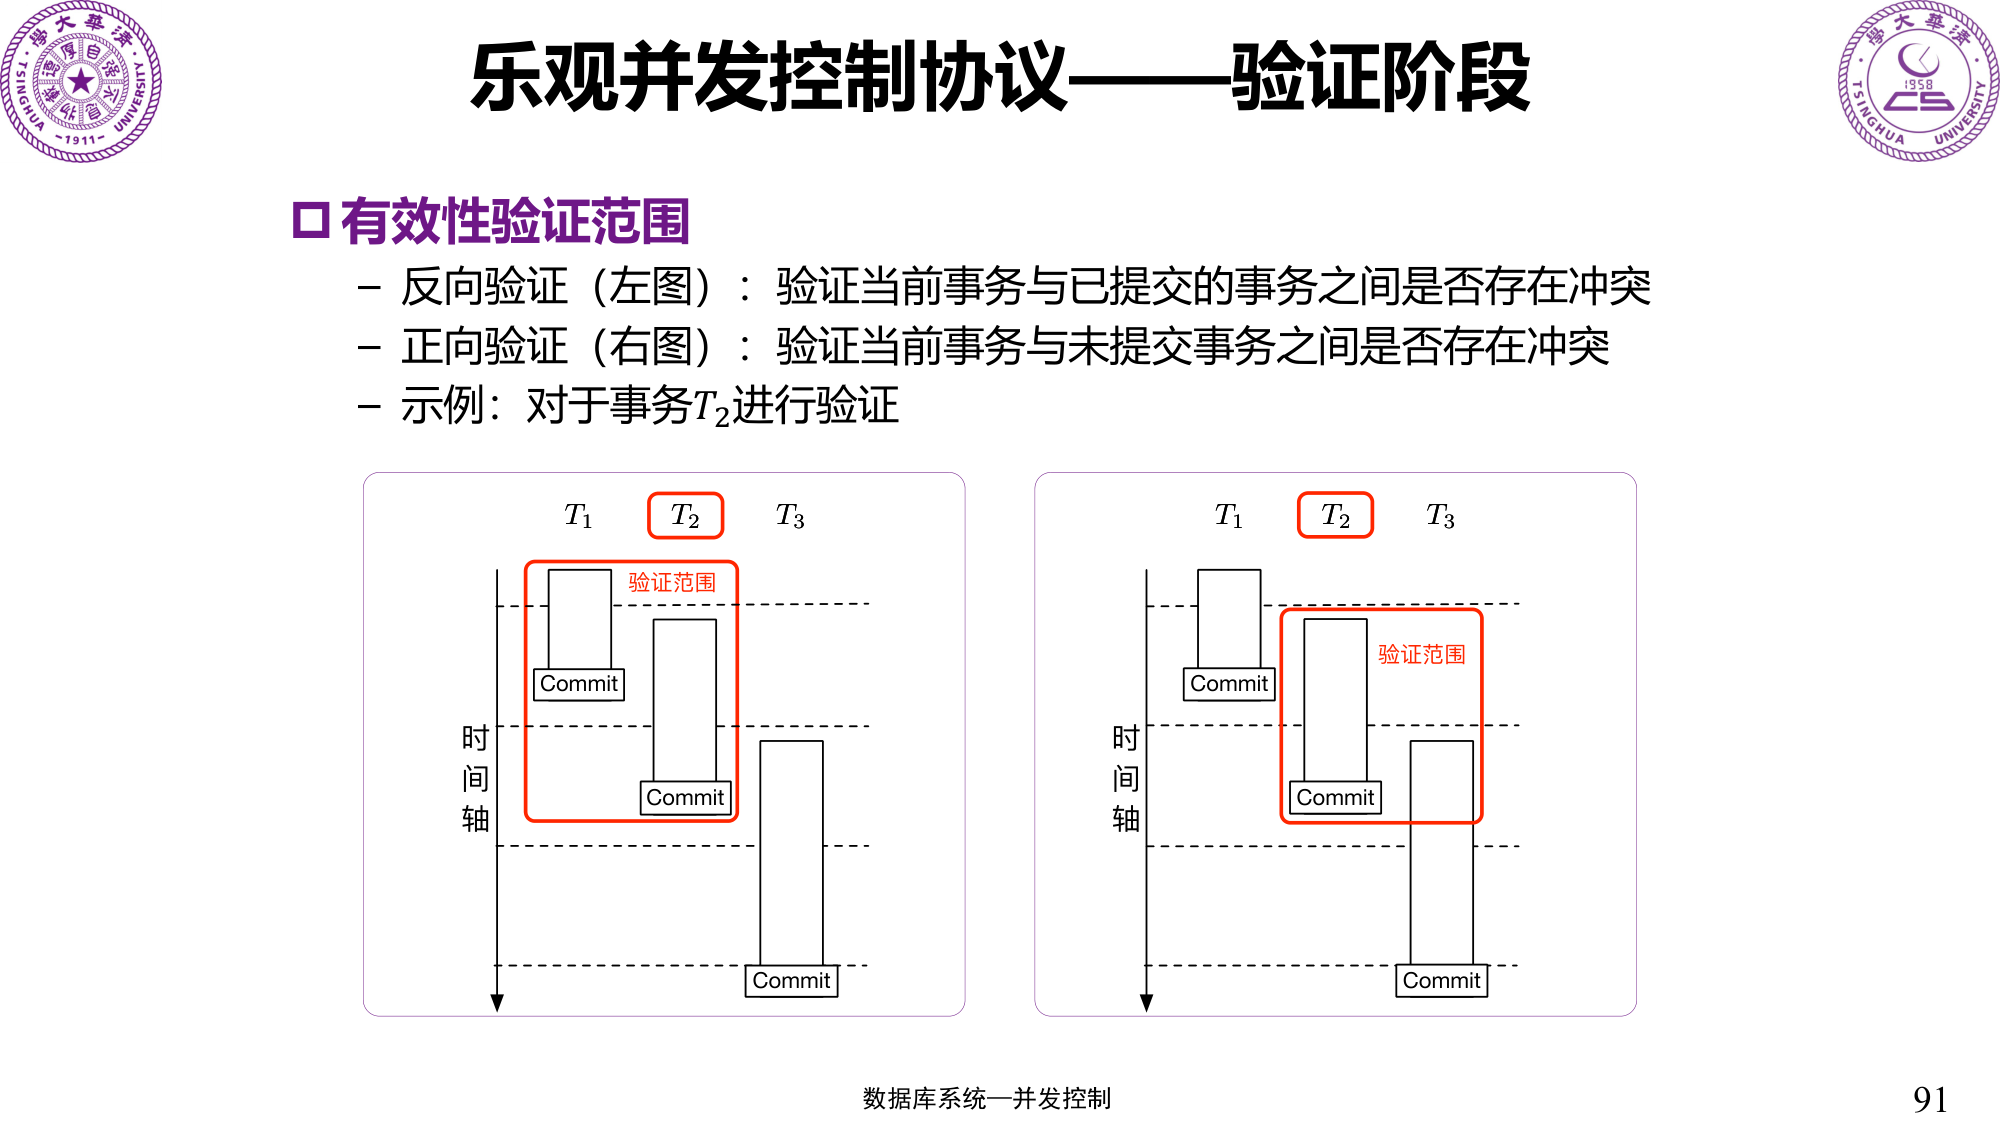 乐观并发控制协议——验证阶段
有效性验证范围
– 反向验证（左图）：验证当前事务与已提交的事务之间是否存在冲突
– 正向验证（右图）：验证当前事务与未提交事务之间是否存在冲突
– 示例：对于事务T₂进行验证
T₁ T₂ T₃
验证范围
Commit
Commit
Commit
时间轴
T₁ T₂ T₃
验证范围
Commit
Commit
Commit
时间轴
数据库系统—并发控制
91
TSINGHUA UNIVERSITY
-1911-
1958
TSINGHUA UNIVERSITY